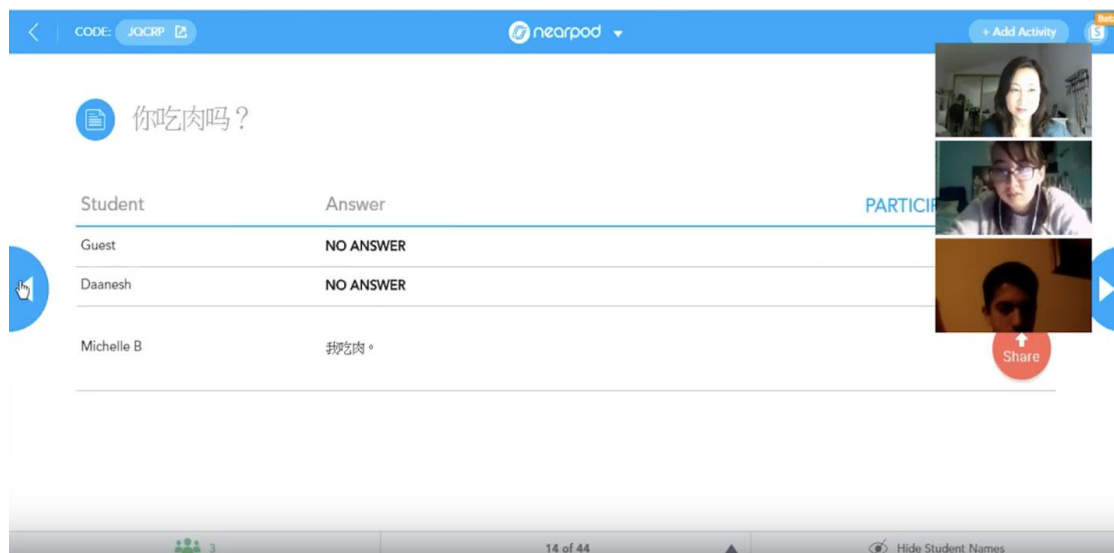 CODE: JQCRP
nearpod
+ Add Activity
你吃肉吗？
Student Answer
Guest NO ANSWER
Daanesh NO ANSWER
Michelle B 我吃肉。
Share
3
14 of 44
Hide Student Names